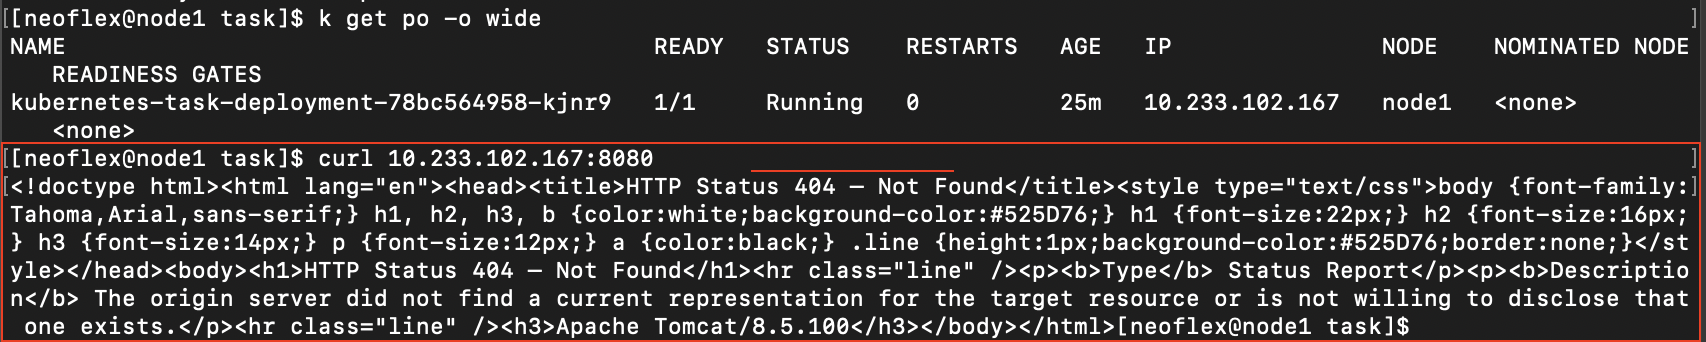 [[neoflex@node1 task]$ k get po -o wide ]
NAME READY STATUS RESTARTS AGE IP NODE NOMINATED NODE
READINESS GATES
kubernetes-task-deployment-78bc564958-kjnr9 1/1 Running 0 25m 10.233.102.167 node1 <none>
<none>
[[neoflex@node1 task]$ curl 10.233.102.167:8080 ]
[<!doctype html><html lang="en"><head><title>HTTP Status 404 – Not Found</title><style type="text/css">body {font-family:]
Tahoma,Arial,sans-serif;} h1, h2, h3, b {color:white;background-color:#525D76;} h1 {font-size:22px;} h2 {font-size:16px;
} h3 {font-size:14px;} p {font-size:12px;} a {color:black;} .line {height:1px;background-color:#525D76;border:none;}</st
yle></head><body><h1>HTTP Status 404 – Not Found</h1><hr class="line" /><p><b>Type</b> Status Report</p><p><b>Descriptio
n</b> The origin server did not find a current representation for the target resource or is not willing to disclose that
one exists.</p><hr class="line" /><h3>Apache Tomcat/8.5.100</h3></body></html>[neoflex@node1 task]$